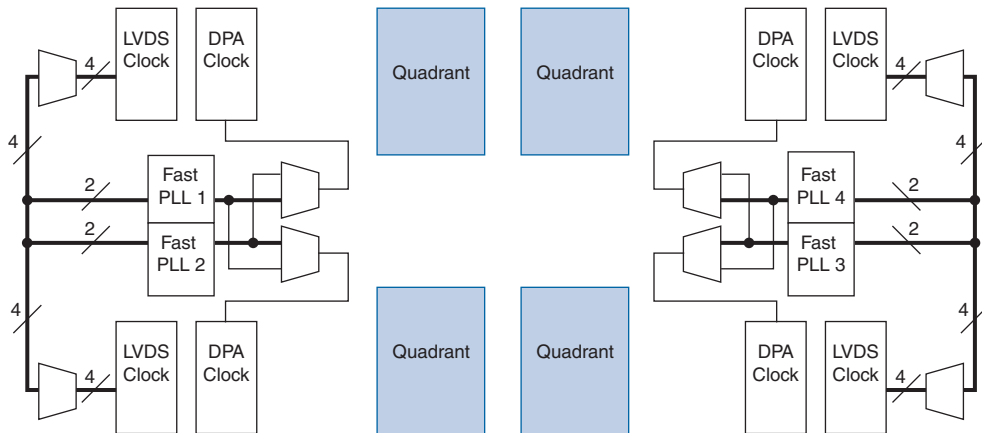 LVDS
Clock
DPA
Clock
Quadrant
Quadrant
DPA
Clock
LVDS
Clock
4
4
4
4
2
Fast
PLL 1
Fast
PLL 4
2
2
Fast
PLL 2
Fast
PLL 3
2
4
4
4
LVDS
Clock
DPA
Clock
Quadrant
Quadrant
DPA
Clock
LVDS
Clock
4